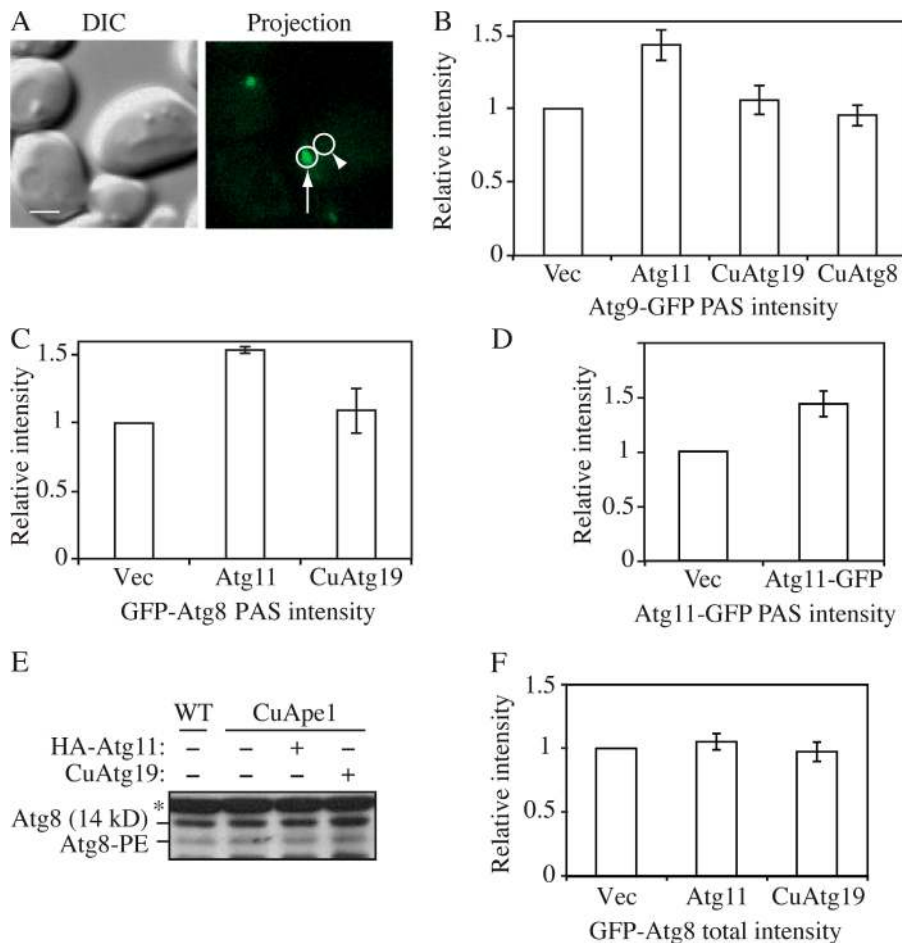 A
DIC
Projection
B
Relative intensity
1.5
1
0.5
0
Vec
Atg11
CuAtg19
CuAtg8
Atg9-GFP PAS intensity
C
Relative intensity
1.5
1
0.5
0
Vec
Atg11
CuAtg19
GFP-Atg8 PAS intensity
D
Relative intensity
1.5
1
0.5
0
Vec
Atg11-GFP
Atg11-GFP PAS intensity
E
WT CuApe1
HA-Atg11: – – + –
CuAtg19: – – – +
*
Atg8 (14 kD)
Atg8-PE
F
Relative intensity
1.5
1
0.5
0
Vec
Atg11
CuAtg19
GFP-Atg8 total intensity